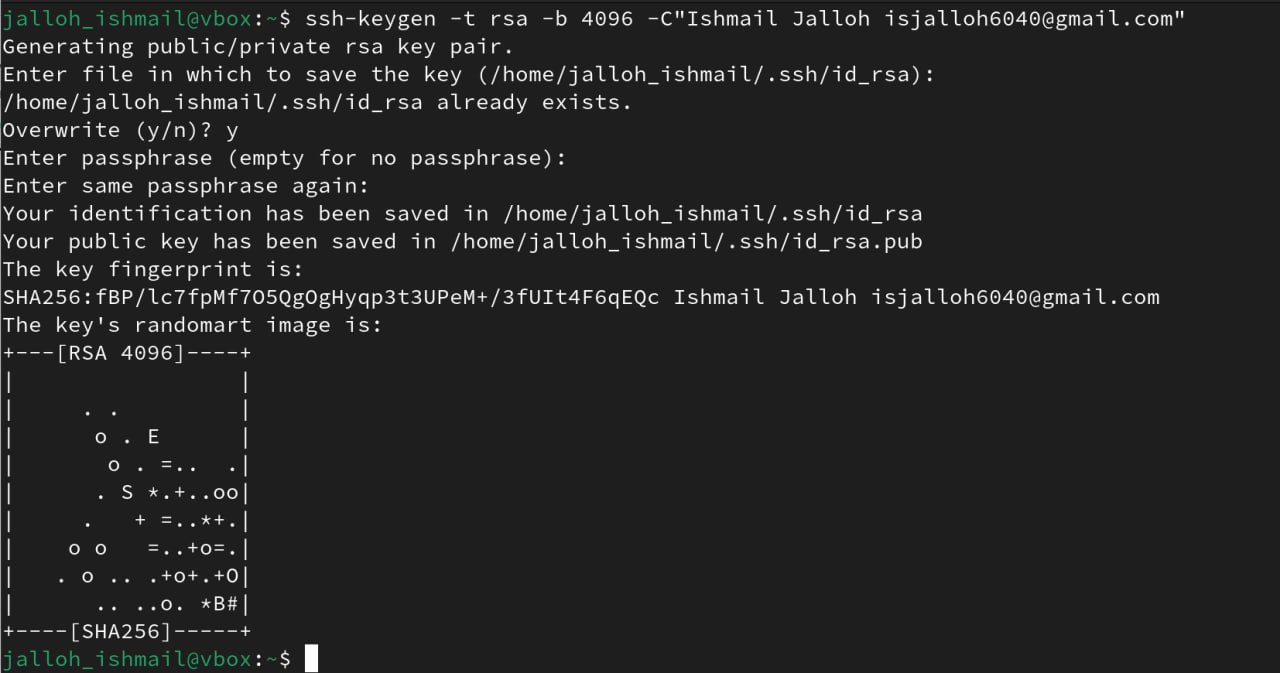 jalloh_ishmail@vbox:~$ ssh-keygen -t rsa -b 4096 -C"Ishmail Jalloh isjalloh6040@gmail.com"
Generating public/private rsa key pair.
Enter file in which to save the key (/home/jalloh_ishmail/.ssh/id_rsa):
/home/jalloh_ishmail/.ssh/id_rsa already exists.
Overwrite (y/n)? y
Enter passphrase (empty for no passphrase):
Enter same passphrase again:
Your identification has been saved in /home/jalloh_ishmail/.ssh/id_rsa
Your public key has been saved in /home/jalloh_ishmail/.ssh/id_rsa.pub
The key fingerprint is:
SHA256:fBP/lc7fpMf7O5QgOgHyqp3t3UPeM+/3fUIt4F6qEQc Ishmail Jalloh isjalloh6040@gmail.com
The key's randomart image is:
+---[RSA 4096]----+
|                 |
|     . .         |
|      o . E      |
|       o . =..  .|
|      . S *.+..oo|
|     .   + =..*+.|
|    o o   =..+o=.|
|   . o .. .+o+.+O|
|      .. ..o. *B#|
+----[SHA256]-----+
jalloh_ishmail@vbox:~$